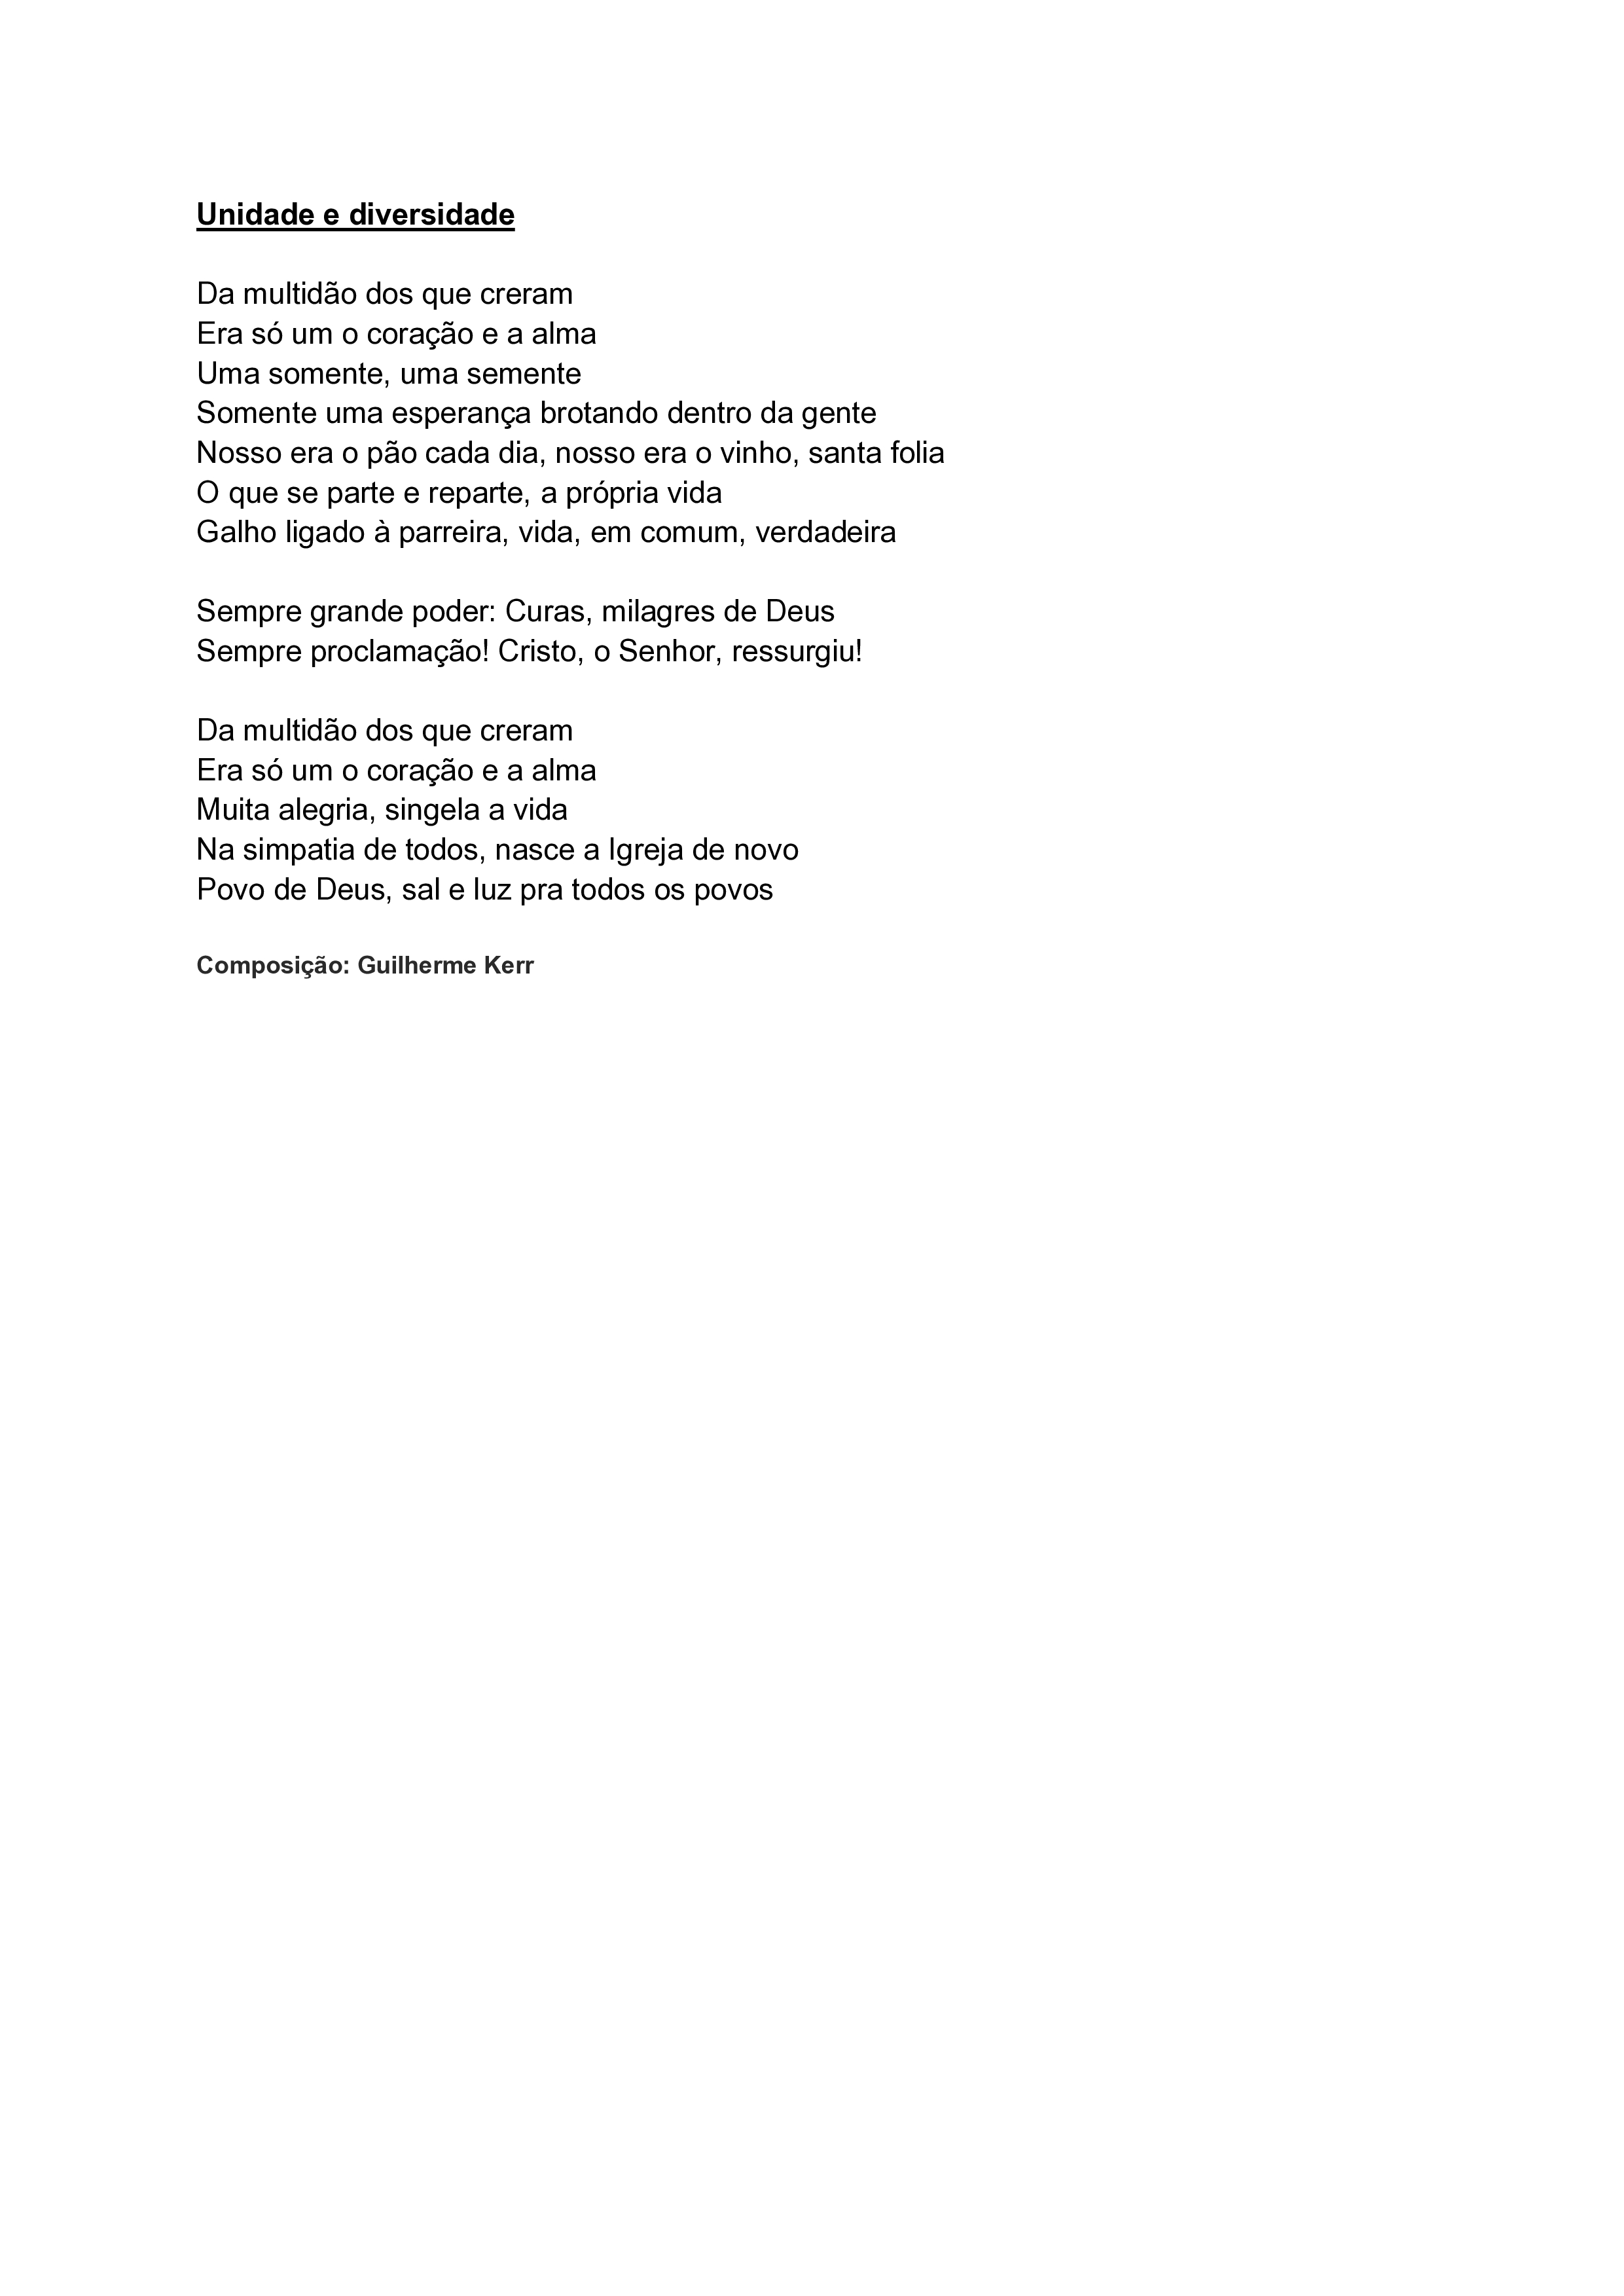 Unidade e diversidade
Da multidão dos que creram
Era só um o coração e a alma
Uma somente, uma semente
Somente uma esperança brotando dentro da gente
Nosso era o pão cada dia, nosso era o vinho, santa folia
O que se parte e reparte, a própria vida
Galho ligado à parreira, vida, em comum, verdadeira
Sempre grande poder: Curas, milagres de Deus
Sempre proclamação! Cristo, o Senhor, ressurgiu!
Da multidão dos que creram
Era só um o coração e a alma
Muita alegria, singela a vida
Na simpatia de todos, nasce a Igreja de novo
Povo de Deus, sal e luz pra todos os povos
Composição: Guilherme Kerr